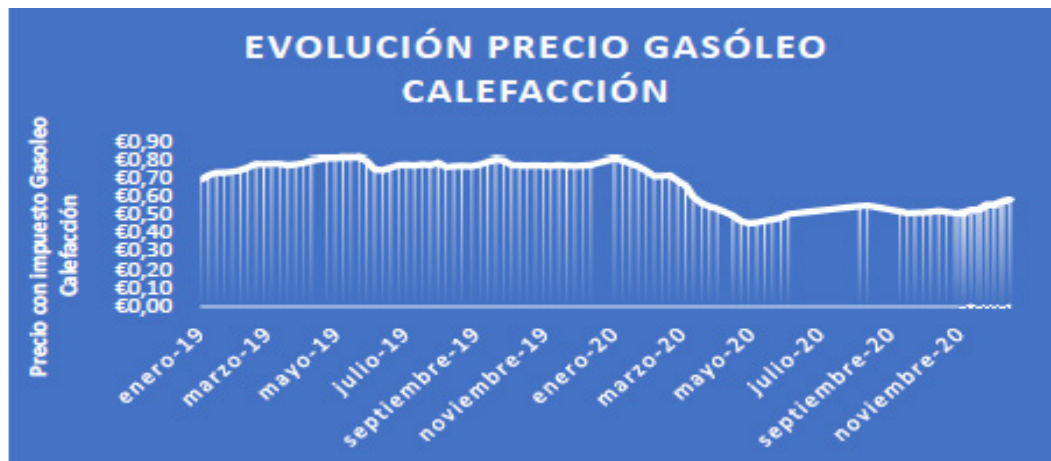 EVOLUCIÓN PRECIO GASÓLEO
CALEFACCIÓN
Precio con impuesto Gasoleo
Calefacción
€0,90
€0,80
€0,70
€0,60
€0,50
€0,40
€0,30
€0,20
€0,10
€0,00
enero-19
marzo-19
mayo-19
julio-19
septiembre-19
noviembre-19
enero-20
marzo-20
mayo-20
julio-20
septiembre-20
noviembre-20